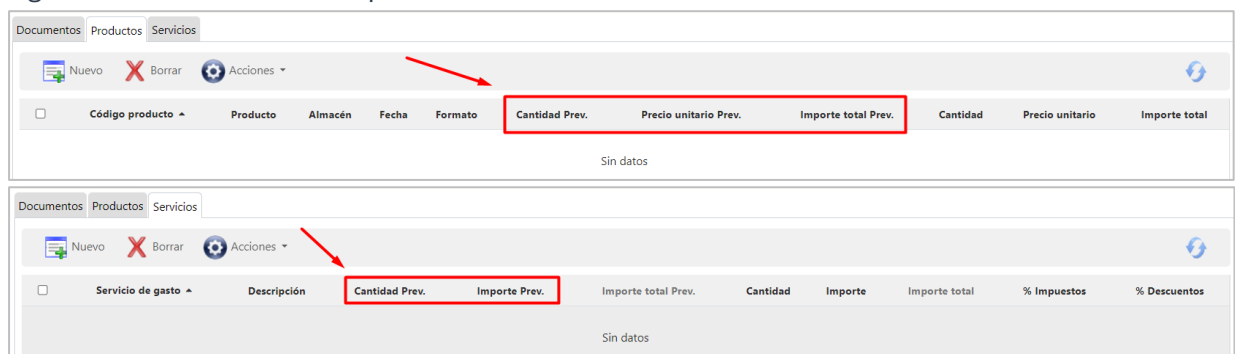 Documentos Productos Servicios
Nuevo Borrar Acciones
Código producto Producto Almacén Fecha Formato Cantidad Prev. Precio unitario Prev. Importe total Prev. Cantidad Precio unitario Importe total
Sin datos
Documentos Productos Servicios
Nuevo Borrar Acciones
Servicio de gasto Descripción Cantidad Prev. Importe Prev. Importe total Prev. Cantidad Importe Importe total % Impuestos % Descuentos
Sin datos